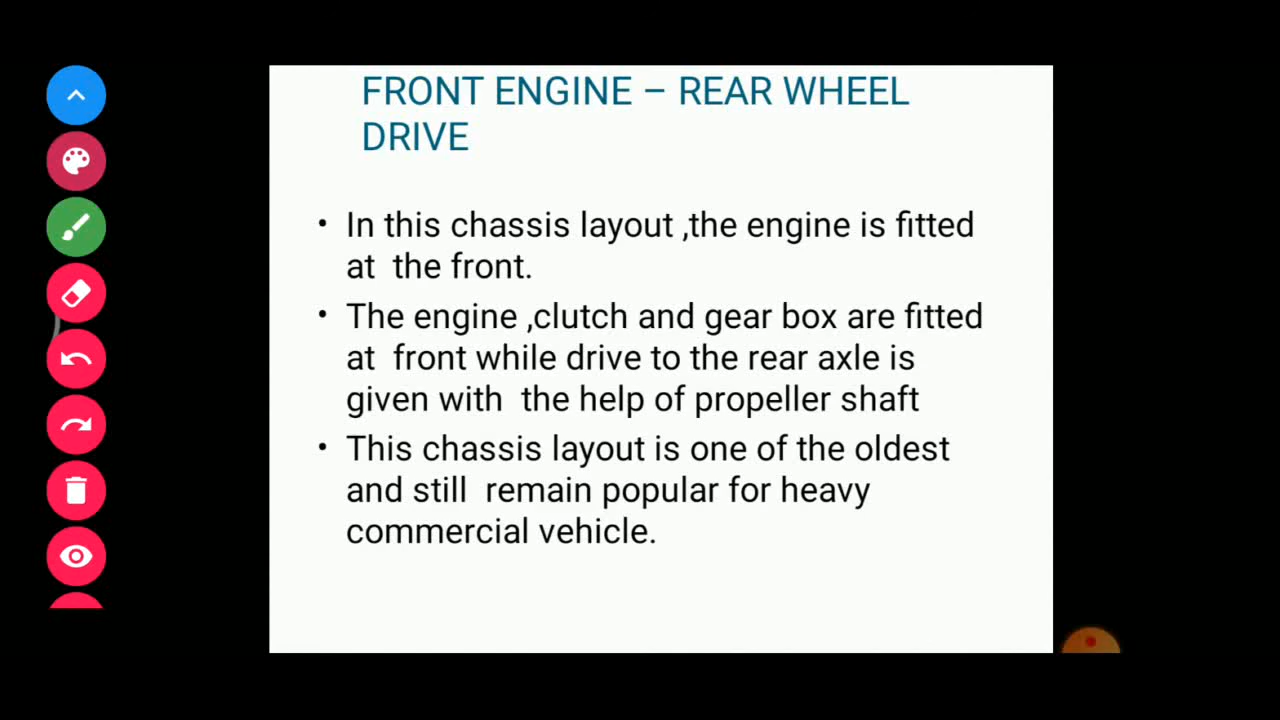 FRONT ENGINE – REAR WHEEL
DRIVE
• In this chassis layout ,the engine is fitted
at  the front.
• The engine ,clutch and gear box are fitted
at  front while drive to the rear axle is
given with  the help of propeller shaft
• This chassis layout is one of the oldest
and still  remain popular for heavy
commercial vehicle.